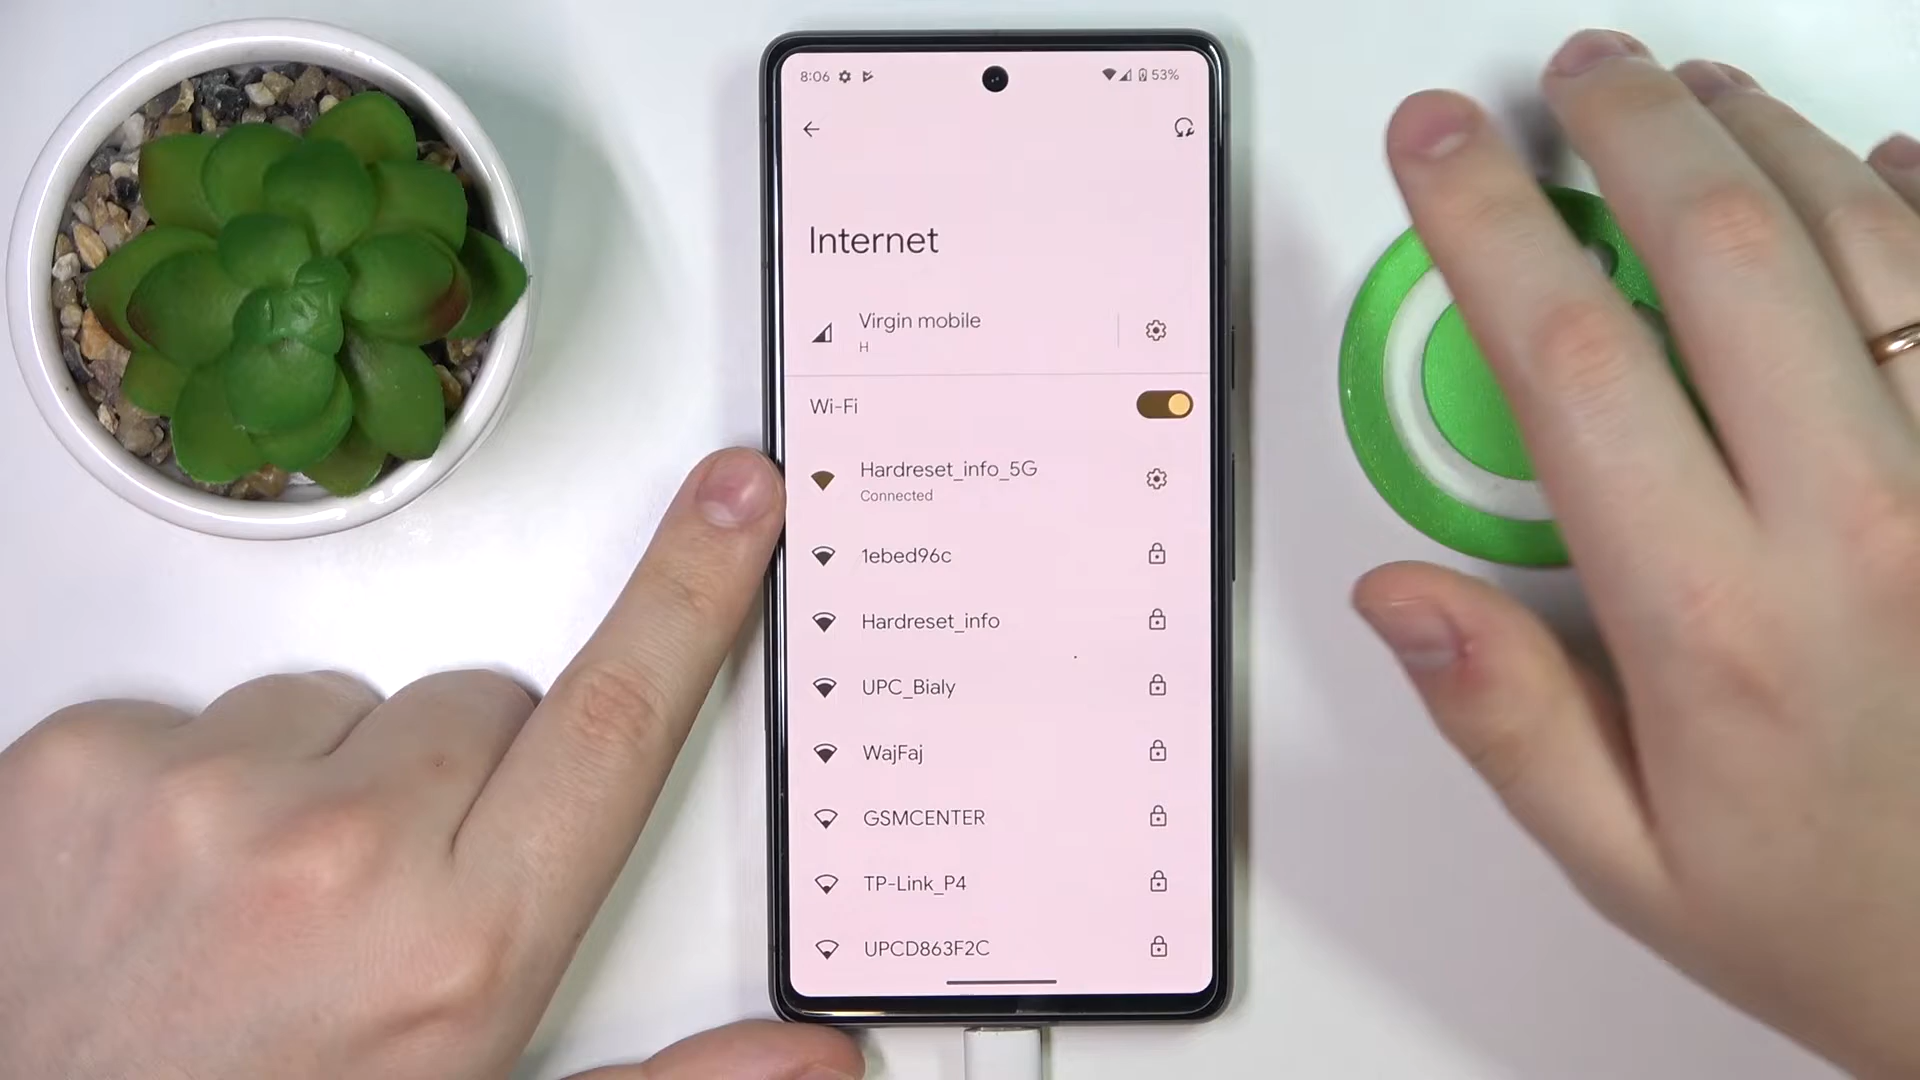 8:06
53%
Internet
Virgin mobile
H
Wi-Fi
Hardreset_info_5G
Connected
1ebed96c
Hardreset_info
UPC_Bialy
WajFaj
GSMCENTER
TP-Link_P4
UPCD863F2C